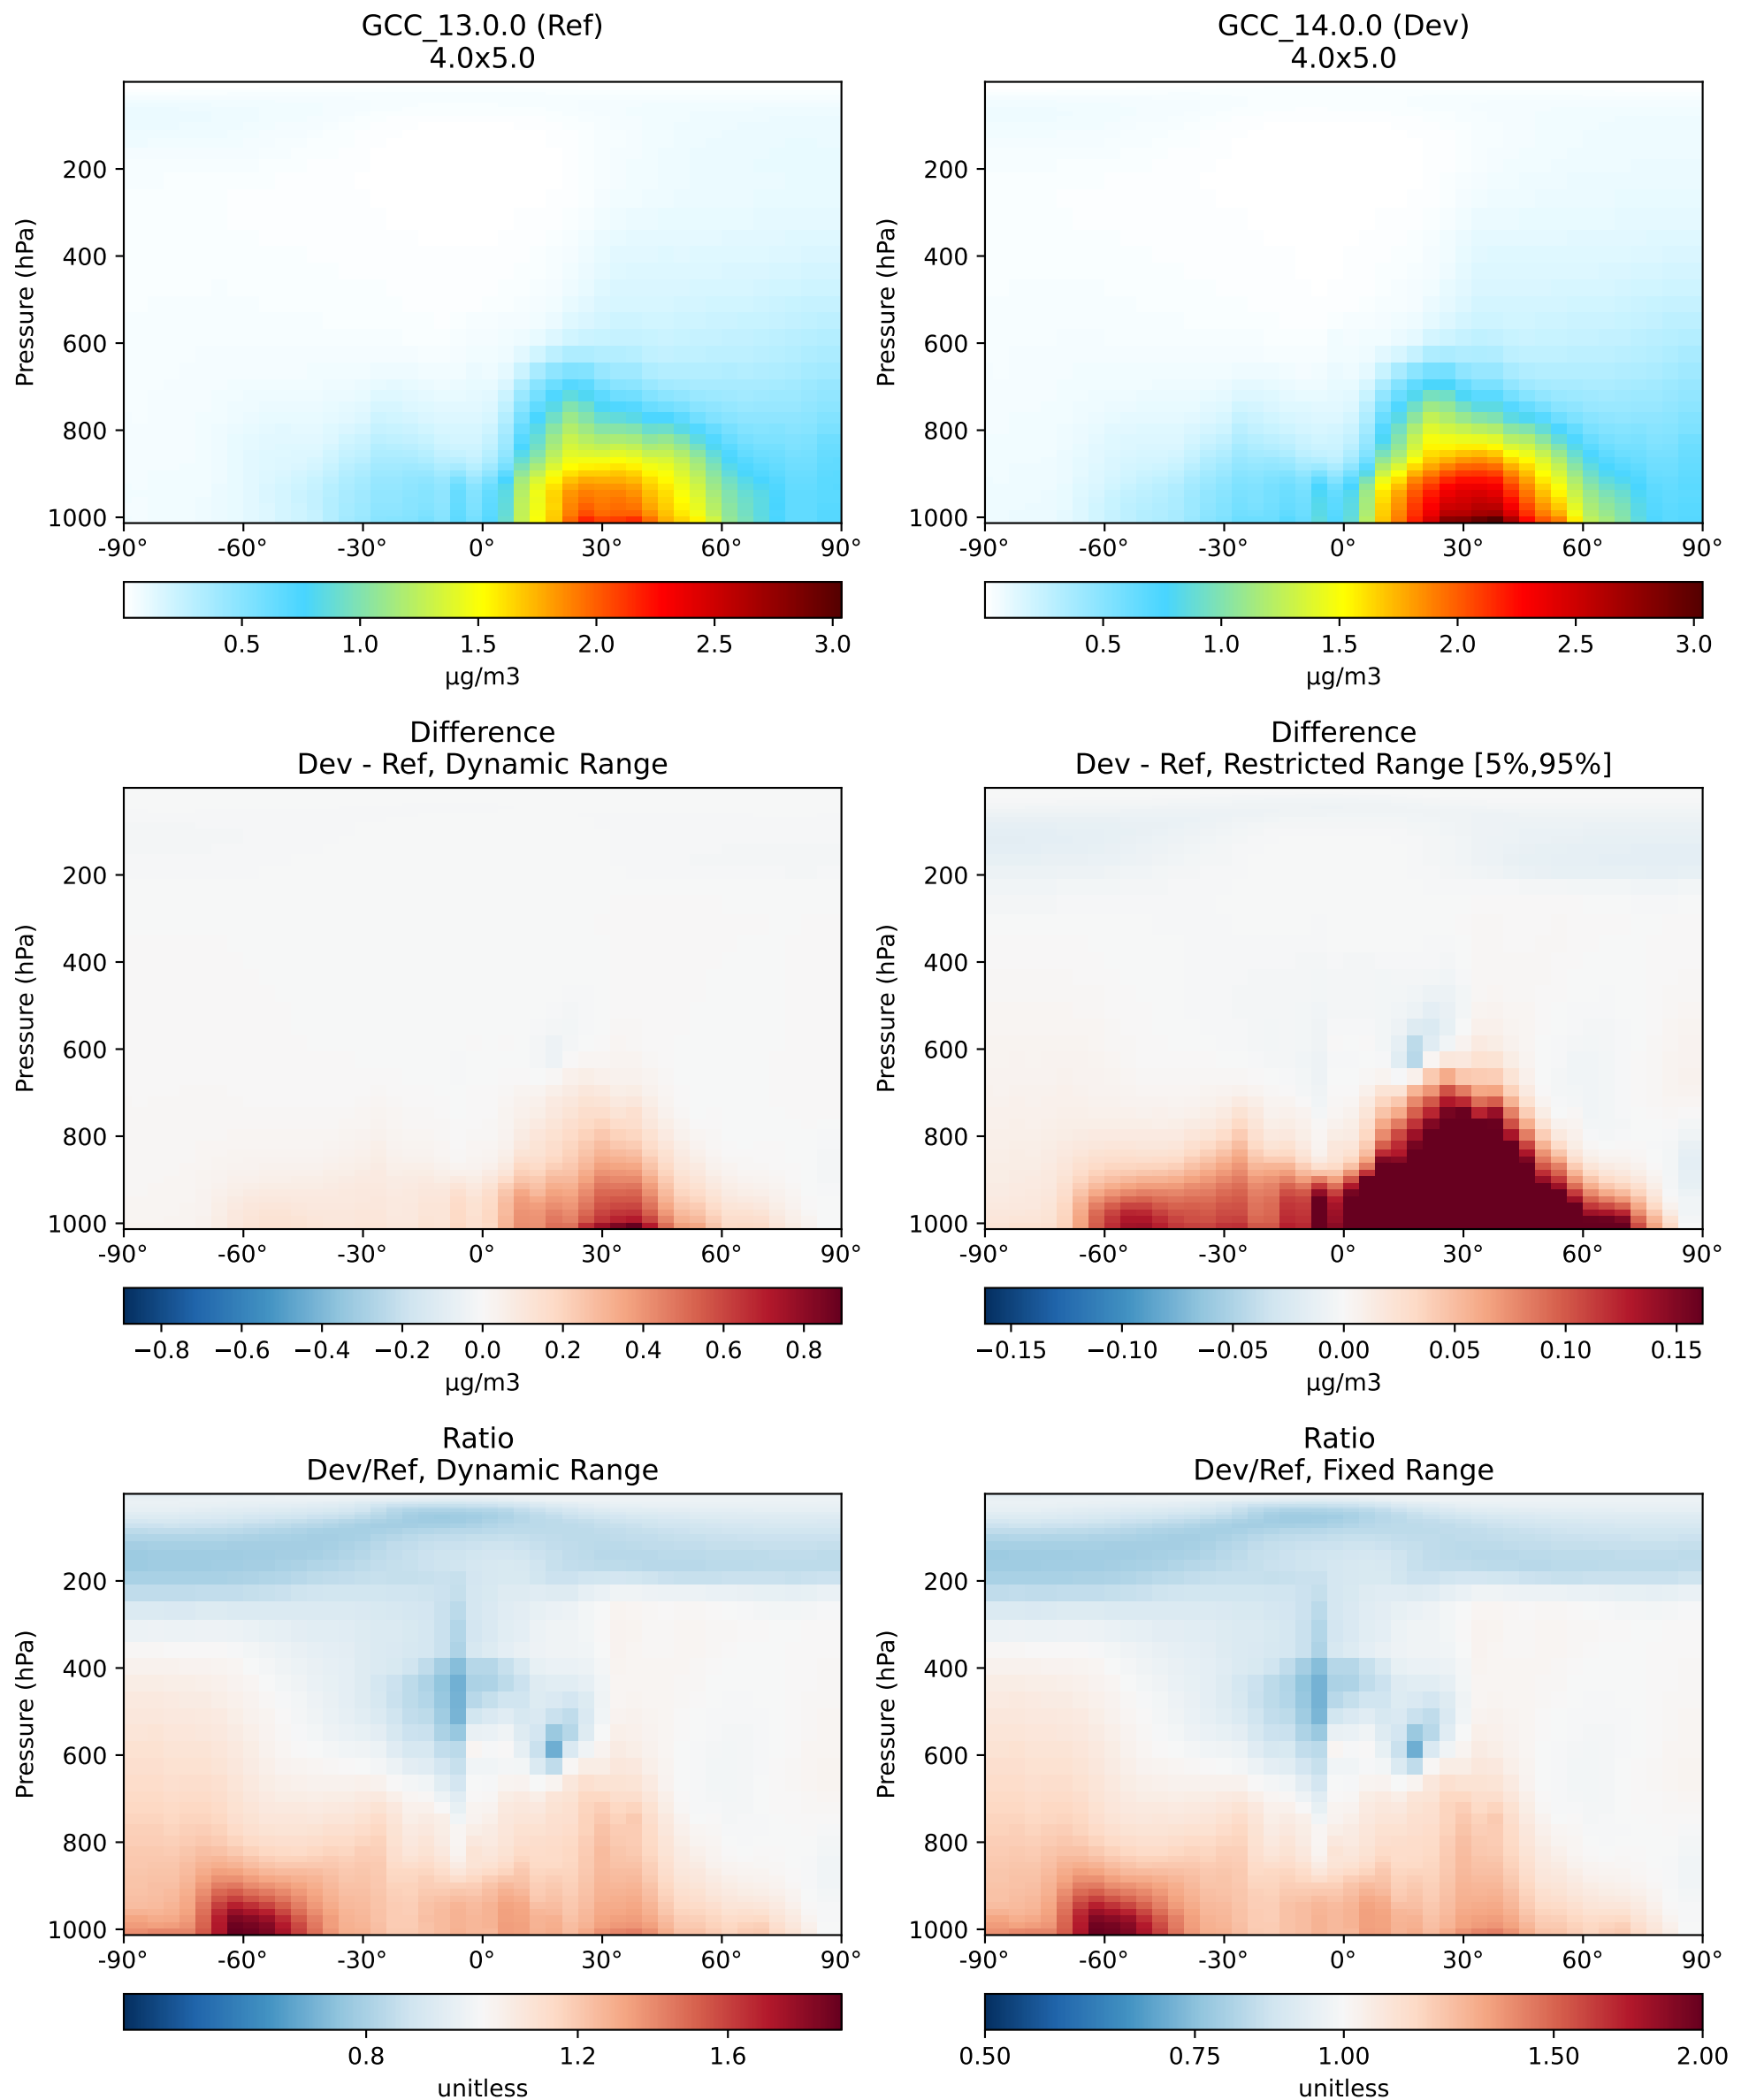 GCC_13.0.0 (Ref)
4.0x5.0
Pressure (hPa)
200
400
600
800
1000
-90° -60° -30° 0° 30° 60° 90°
0.5 1.0 1.5 2.0 2.5 3.0
µg/m3
GCC_14.0.0 (Dev)
4.0x5.0
Pressure (hPa)
200
400
600
800
1000
-90° -60° -30° 0° 30° 60° 90°
0.5 1.0 1.5 2.0 2.5 3.0
µg/m3
Difference
Dev - Ref, Dynamic Range
Pressure (hPa)
200
400
600
800
1000
-90° -60° -30° 0° 30° 60° 90°
−0.8 −0.6 −0.4 −0.2 0.0 0.2 0.4 0.6 0.8
µg/m3
Difference
Dev - Ref, Restricted Range [5%,95%]
Pressure (hPa)
200
400
600
800
1000
-90° -60° -30° 0° 30° 60° 90°
−0.15 −0.10 −0.05 0.00 0.05 0.10 0.15
µg/m3
Ratio
Dev/Ref, Dynamic Range
Pressure (hPa)
200
400
600
800
1000
-90° -60° -30° 0° 30° 60° 90°
0.8 1.2 1.6
unitless
Ratio
Dev/Ref, Fixed Range
Pressure (hPa)
200
400
600
800
1000
-90° -60° -30° 0° 30° 60° 90°
0.50 0.75 1.00 1.50 2.00
unitless